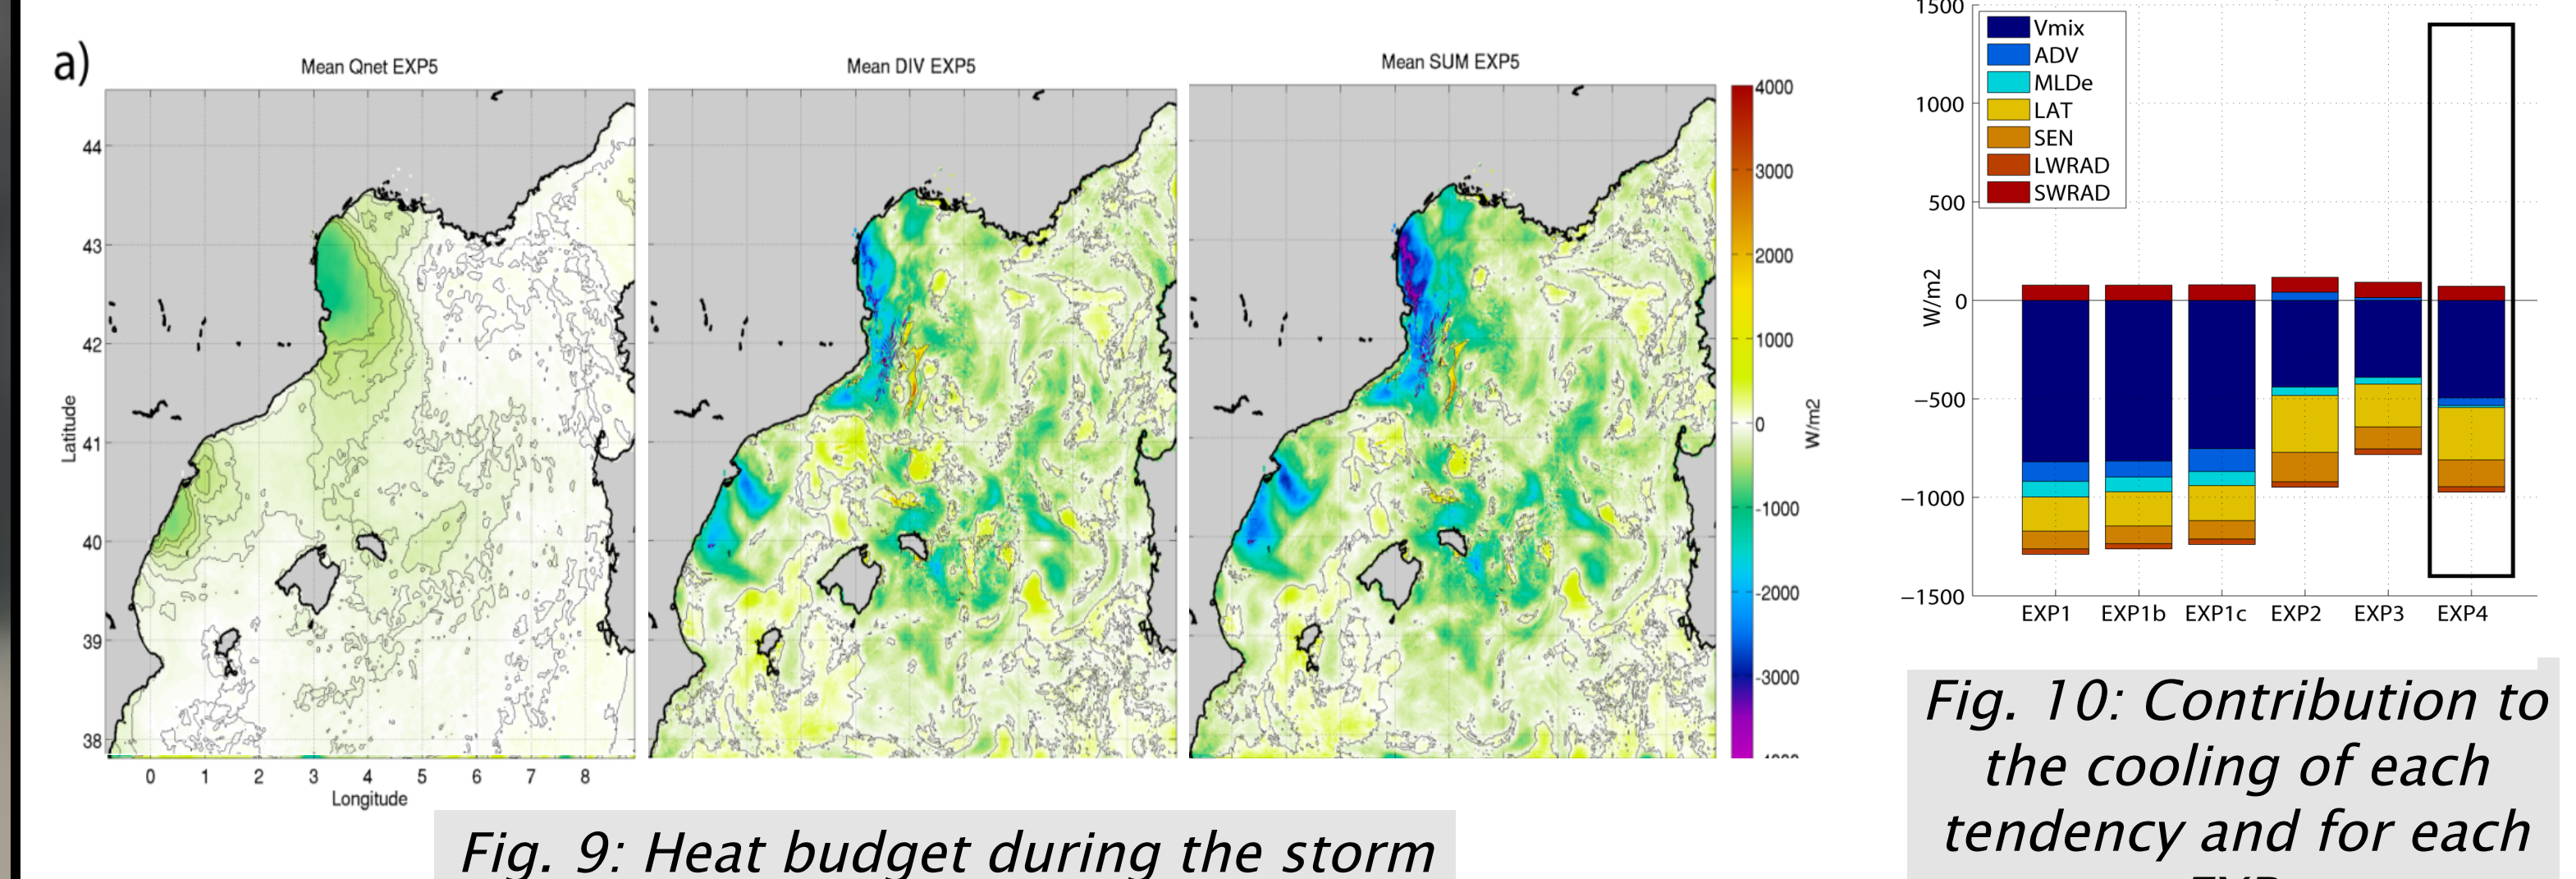 a)
Mean Qnet EXP5
Mean DIV EXP5
Mean SUM EXP5
44
43
42
41
40
39
38
Latitude
0 1 2 3 4 5 6 7 8
Longitude
4000
3000
2000
1000
0
-1000
-2000
-3000
W/m2
Fig. 9: Heat budget during the storm
1500
1000
500
0
−500
−1000
−1500
W/m2
Vmix
ADV
MLDe
LAT
SEN
LWRAD
SWRAD
EXP1 EXP1b EXP1c EXP2 EXP3 EXP4
Fig. 10: Contribution to
the cooling of each
tendency and for each